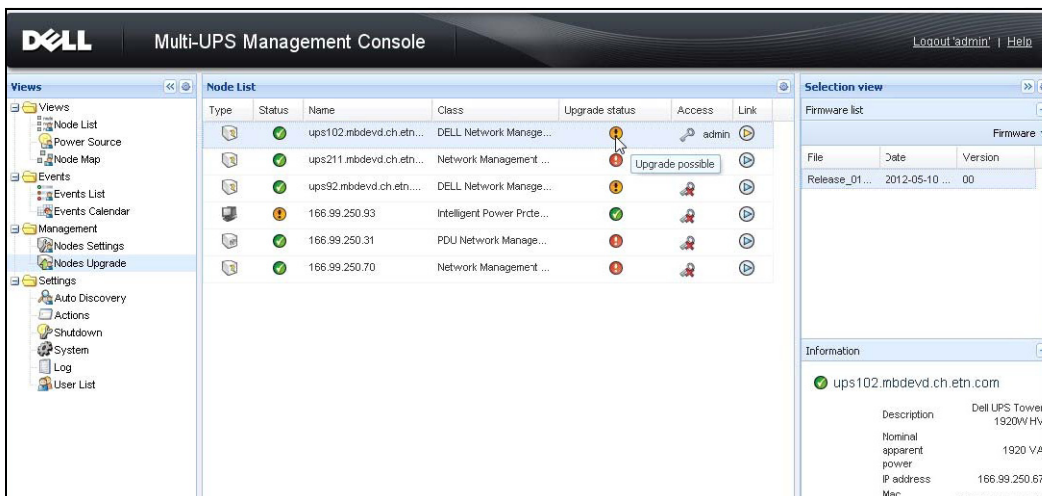 DELL Multi-UPS Management Console Logout 'admin' | Help
Views
Views
Node List
Power Source
Node Map
Events
Events List
Events Calendar
Management
Nodes Settings
Nodes Upgrade
Settings
Auto Discovery
Actions
Shutdown
System
Log
User List
Node List
Type Status Name Class Upgrade status Access Link
ups102.mbdevd.ch.etn... DELL Network Manage... admin
ups211.mbdevd.ch.etn... Network Management ...
Upgrade possible
ups92.mbdevd.ch.etn.... DELL Network Manage...
166.99.250.93 Intelligent Power Prote...
166.99.250.31 PDU Network Manage...
166.99.250.70 Network Management ...
Selection view
Firmware list
Firmware
File Date Version
Release_01... 2012-05-10 ... 00
Information
ups102.mbdevd.ch.etn.com
Description Dell UPS Tower 1920W HV
Nominal apparent power 1920 VA
IP address 166.99.250.67
Mac